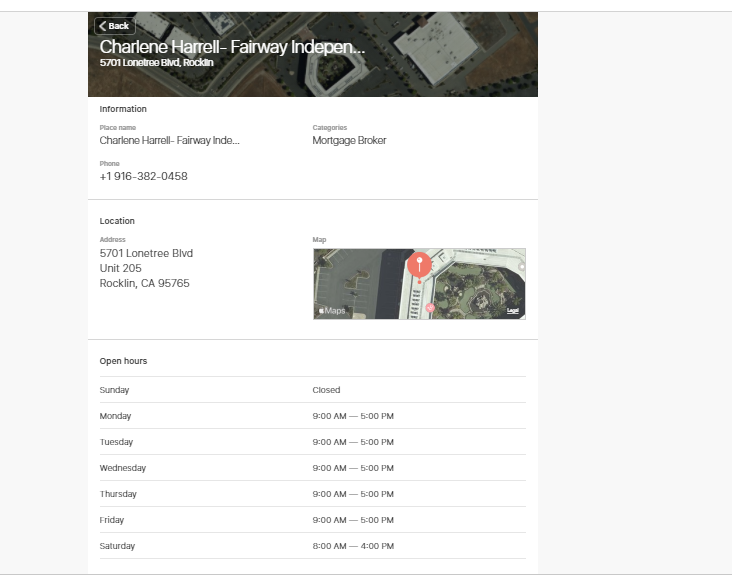 Back
Charlene Harrell- Fairway Indepen...
5701 Lonetree Blvd, Rocklin
Information
Place name
Categories
Charlene Harrell- Fairway Inde...
Mortgage Broker
Phone
+1 916-382-0458
Location
Address
Map
5701 Lonetree Blvd
Unit 205
Rocklin, CA 95765
Maps
Legal
Open hours
Sunday Closed
Monday 9:00 AM — 5:00 PM
Tuesday 9:00 AM — 5:00 PM
Wednesday 9:00 AM — 5:00 PM
Thursday 9:00 AM — 5:00 PM
Friday 9:00 AM — 5:00 PM
Saturday 8:00 AM — 4:00 PM